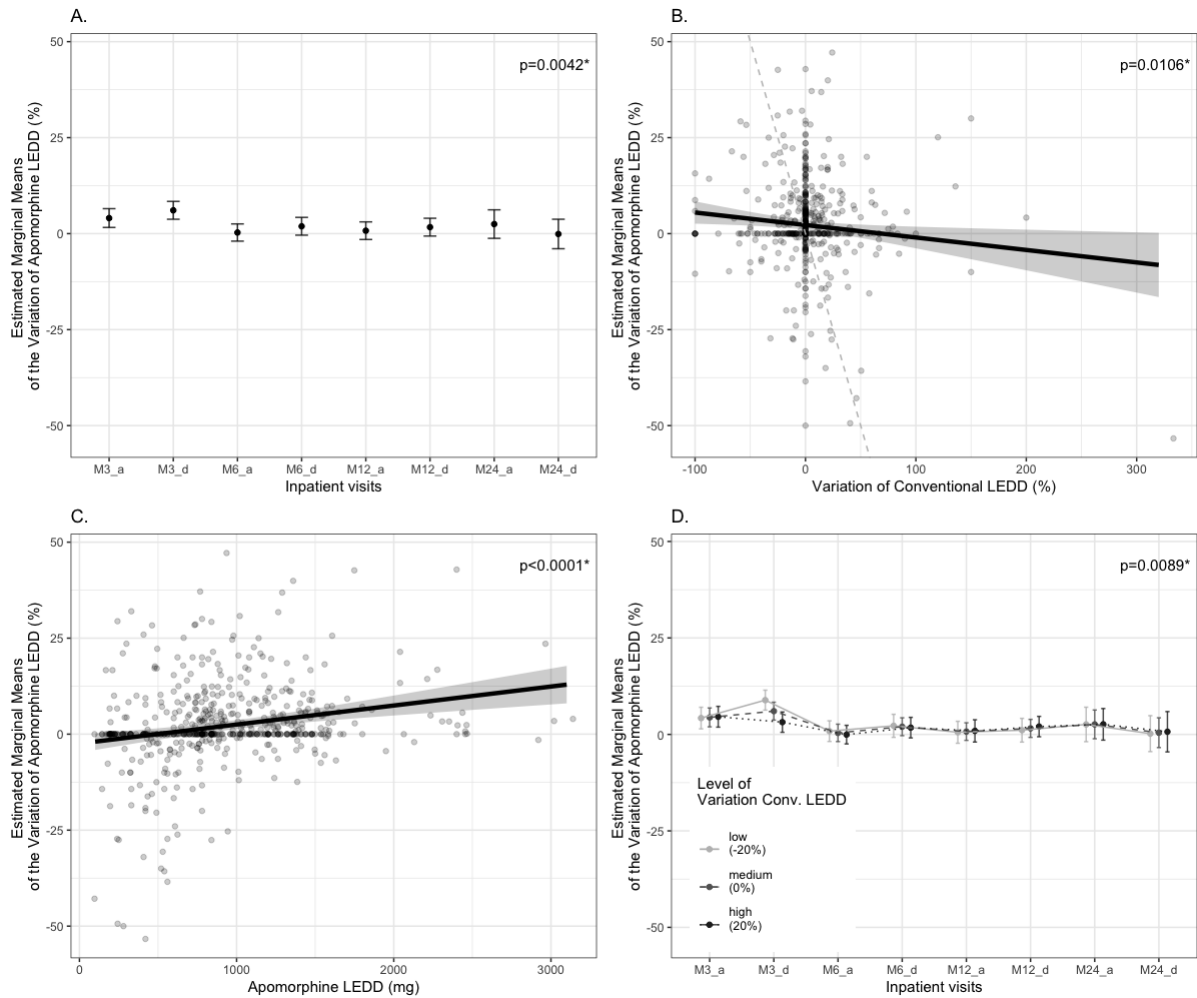 A.
50
25
0
-25
-50
p=0.0042*
Estimated Marginal Means
of the Variation of Apomorphine LEDD (%)
M3_a M3_d M6_a M6_d M12_a M12_d M24_a M24_d
Inpatient visits
B.
50
25
0
-25
-50
p=0.0106*
Estimated Marginal Means
of the Variation of Apomorphine LEDD (%)
-100 0 100 200 300
Variation of Conventional LEDD (%)
C.
50
25
0
-25
-50
p<0.0001*
Estimated Marginal Means
of the Variation of Apomorphine LEDD (%)
0 1000 2000 3000
Apomorphine LEDD (mg)
D.
50
25
0
-25
-50
p=0.0089*
Estimated Marginal Means
of the Variation of Apomorphine LEDD (%)
Level of
Variation Conv. LEDD
low
(-20%)
medium
(0%)
high
(20%)
M3_a M3_d M6_a M6_d M12_a M12_d M24_a M24_d
Inpatient visits